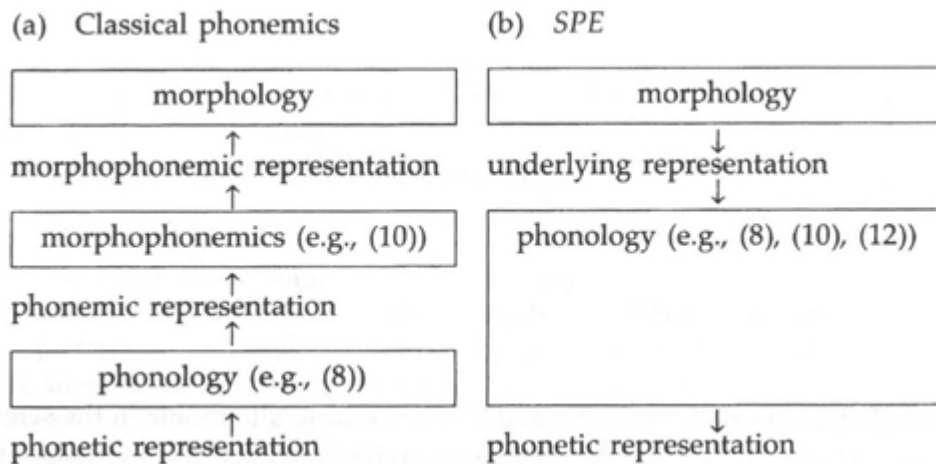 (a) Classical phonemics
morphology
↑
morphophonemic representation
↑
morphophonemics (e.g., (10))
↑
phonemic representation
↑
phonology (e.g., (8))
↑
phonetic representation
(b) SPE
morphology
↓
underlying representation
↓
phonology (e.g., (8), (10), (12))
↓
phonetic representation